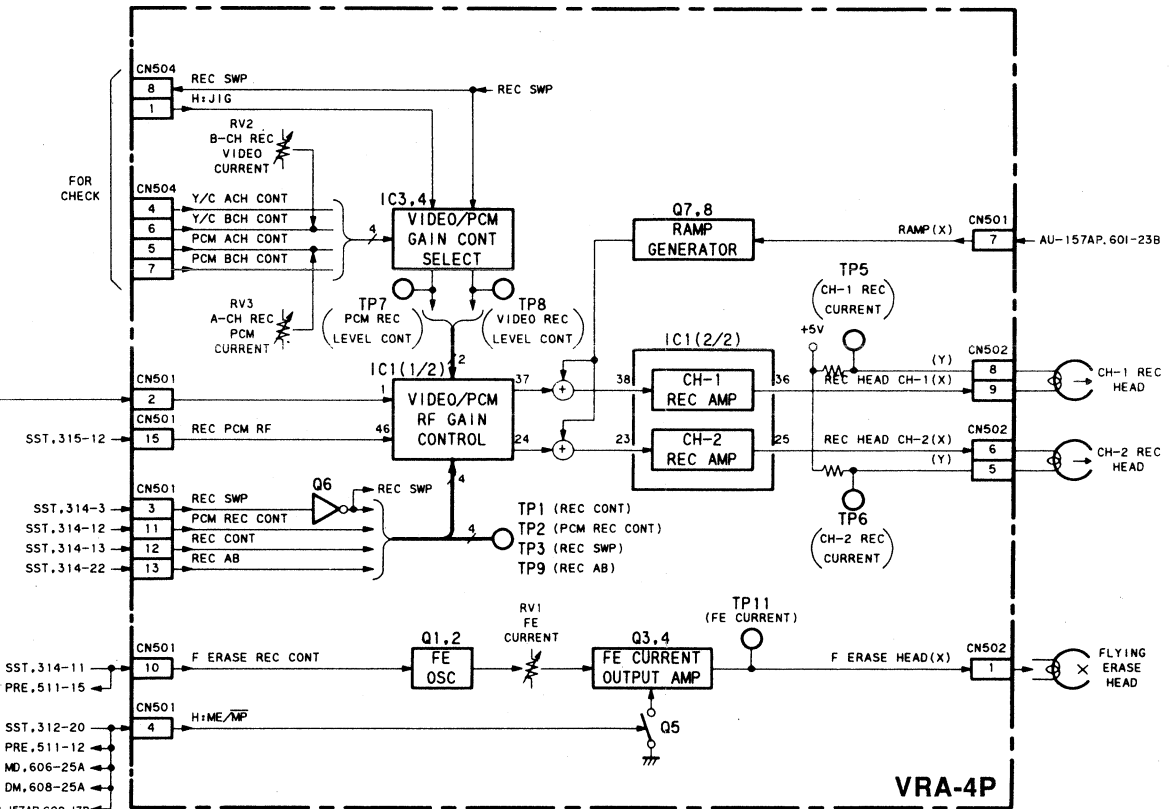 CN504
8 REC SWP
REC SWP
1 H:JIG
RV2
B-CH REC
VIDEO
CURRENT
FOR
CHECK
CN504
4 Y/C ACH CONT
6 Y/C BCH CONT
5 PCM ACH CONT
7 PCM BCH CONT
4
IC3,4
VIDEO/PCM
GAIN CONT
SELECT
Q7,8
RAMP
GENERATOR
RAMP(X)
CN501
7
AU-157AP,601-23B
RV3
A-CH REC
PCM
CURRENT
TP7
(PCM REC
LEVEL CONT)
TP8
(VIDEO REC
LEVEL CONT)
2
TP5
(CH-1 REC
CURRENT)
+5V
IC1(1/2)
VIDEO/PCM
RF GAIN
CONTROL
1
46
37
24
+
+
IC1(2/2)
38
CH-1
REC AMP
36
23
CH-2
REC AMP
25
CN502
(Y)
8
REC HEAD CH-1(X)
9
CH-1 REC
HEAD
CN502
REC HEAD CH-2(X)
6
(Y)
5
CH-2 REC
HEAD
TP6
(CH-2 REC
CURRENT)
CN501
2
CN501
SST,315-12
15
REC PCM RF
CN501
SST,314-3
3
REC SWP
Q6
REC SWP
SST,314-12
11
PCM REC CONT
SST,314-13
12
REC CONT
SST,314-22
13
REC AB
4
4
TP1 (REC CONT)
TP2 (PCM REC CONT)
TP3 (REC SWP)
TP9 (REC AB)
CN501
SST,314-11
10
F ERASE REC CONT
PRE,511-15
Q1,2
FE
OSC
RV1
FE
CURRENT
Q3,4
FE CURRENT
OUTPUT AMP
TP11
(FE CURRENT)
F ERASE HEAD(X)
CN502
1
FLYING
ERASE
HEAD
CN501
SST,312-20
4
H:ME/M̅P̅
Q5
PRE,511-12
MD,606-25A
DM,608-25A
VRA-4P